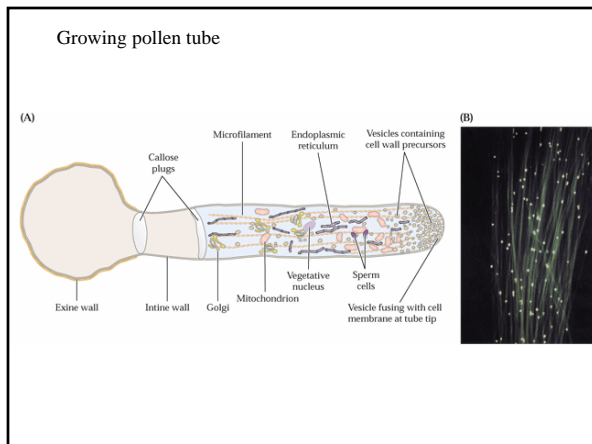 Growing pollen tube
(A)
(B)
Microfilament
Endoplasmic
reticulum
Vesicles containing
cell wall precursors
Callose
plugs
Vegetative
nucleus
Sperm
cells
Mitochondrion
Exine wall
Intine wall
Golgi
Vesicle fusing with cell
membrane at tube tip